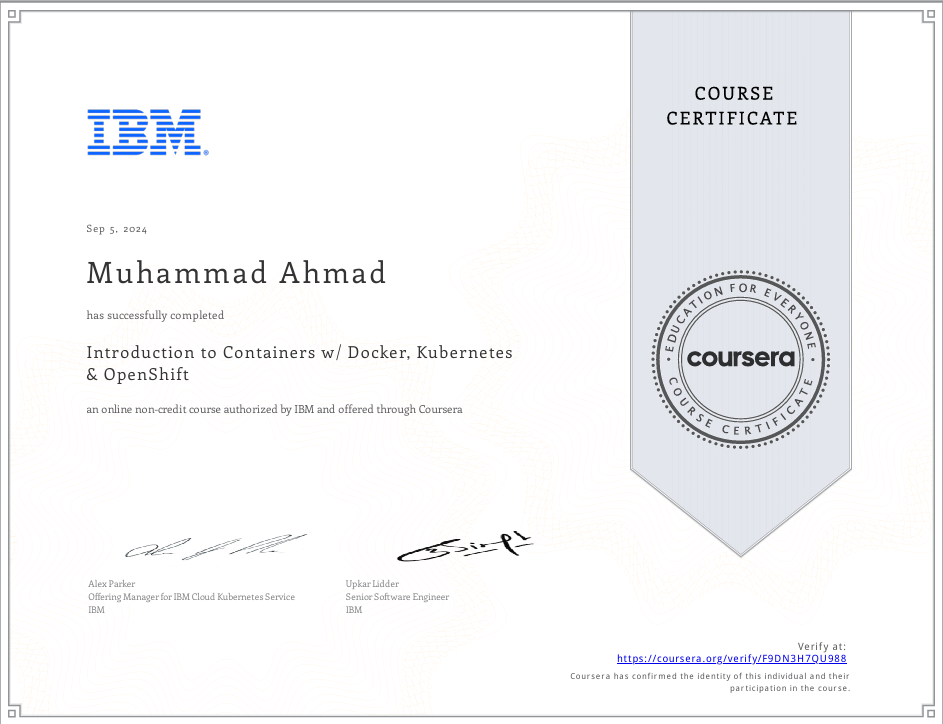 COURSE
CERTIFICATE
IBM®
Sep 5, 2024
Muhammad Ahmad
has successfully completed
Introduction to Containers w/ Docker, Kubernetes
& OpenShift
an online non-credit course authorized by IBM and offered through Coursera
EDUCATION FOR EVERYONE
coursera
COURSE CERTIFICATE
Alex Parker
Offering Manager for IBM Cloud Kubernetes Service
IBM
Upkar Lidder
Senior Software Engineer
IBM
Verify at:
https://coursera.org/verify/F9DN3H7QU988
Coursera has confirmed the identity of this individual and their
participation in the course.